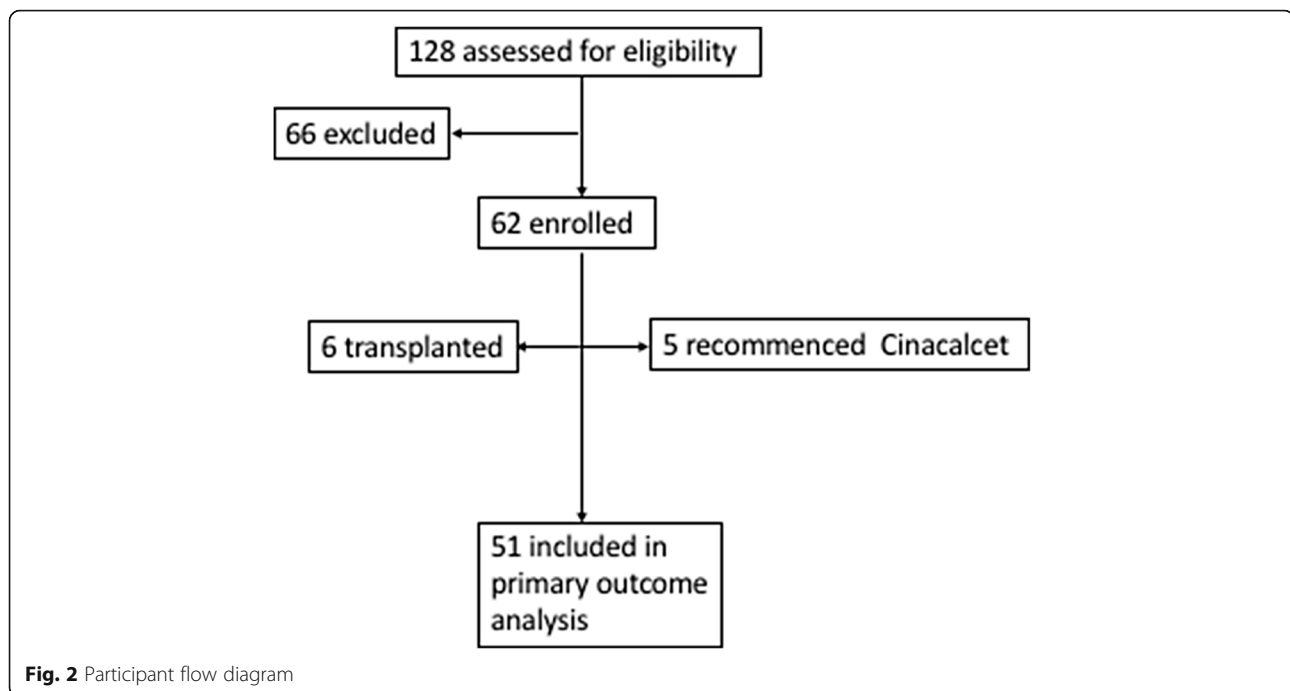 128 assessed for eligibility
66 excluded
62 enrolled
6 transplanted
5 recommenced Cinacalcet
51 included in
primary outcome
analysis
Fig. 2 Participant flow diagram